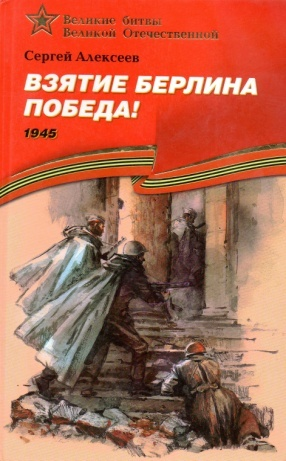 Великие битвы
Великой Отечественной
Сергей Алексеев
ВЗЯТИЕ БЕРЛИНА
ПОБЕДА!
1945